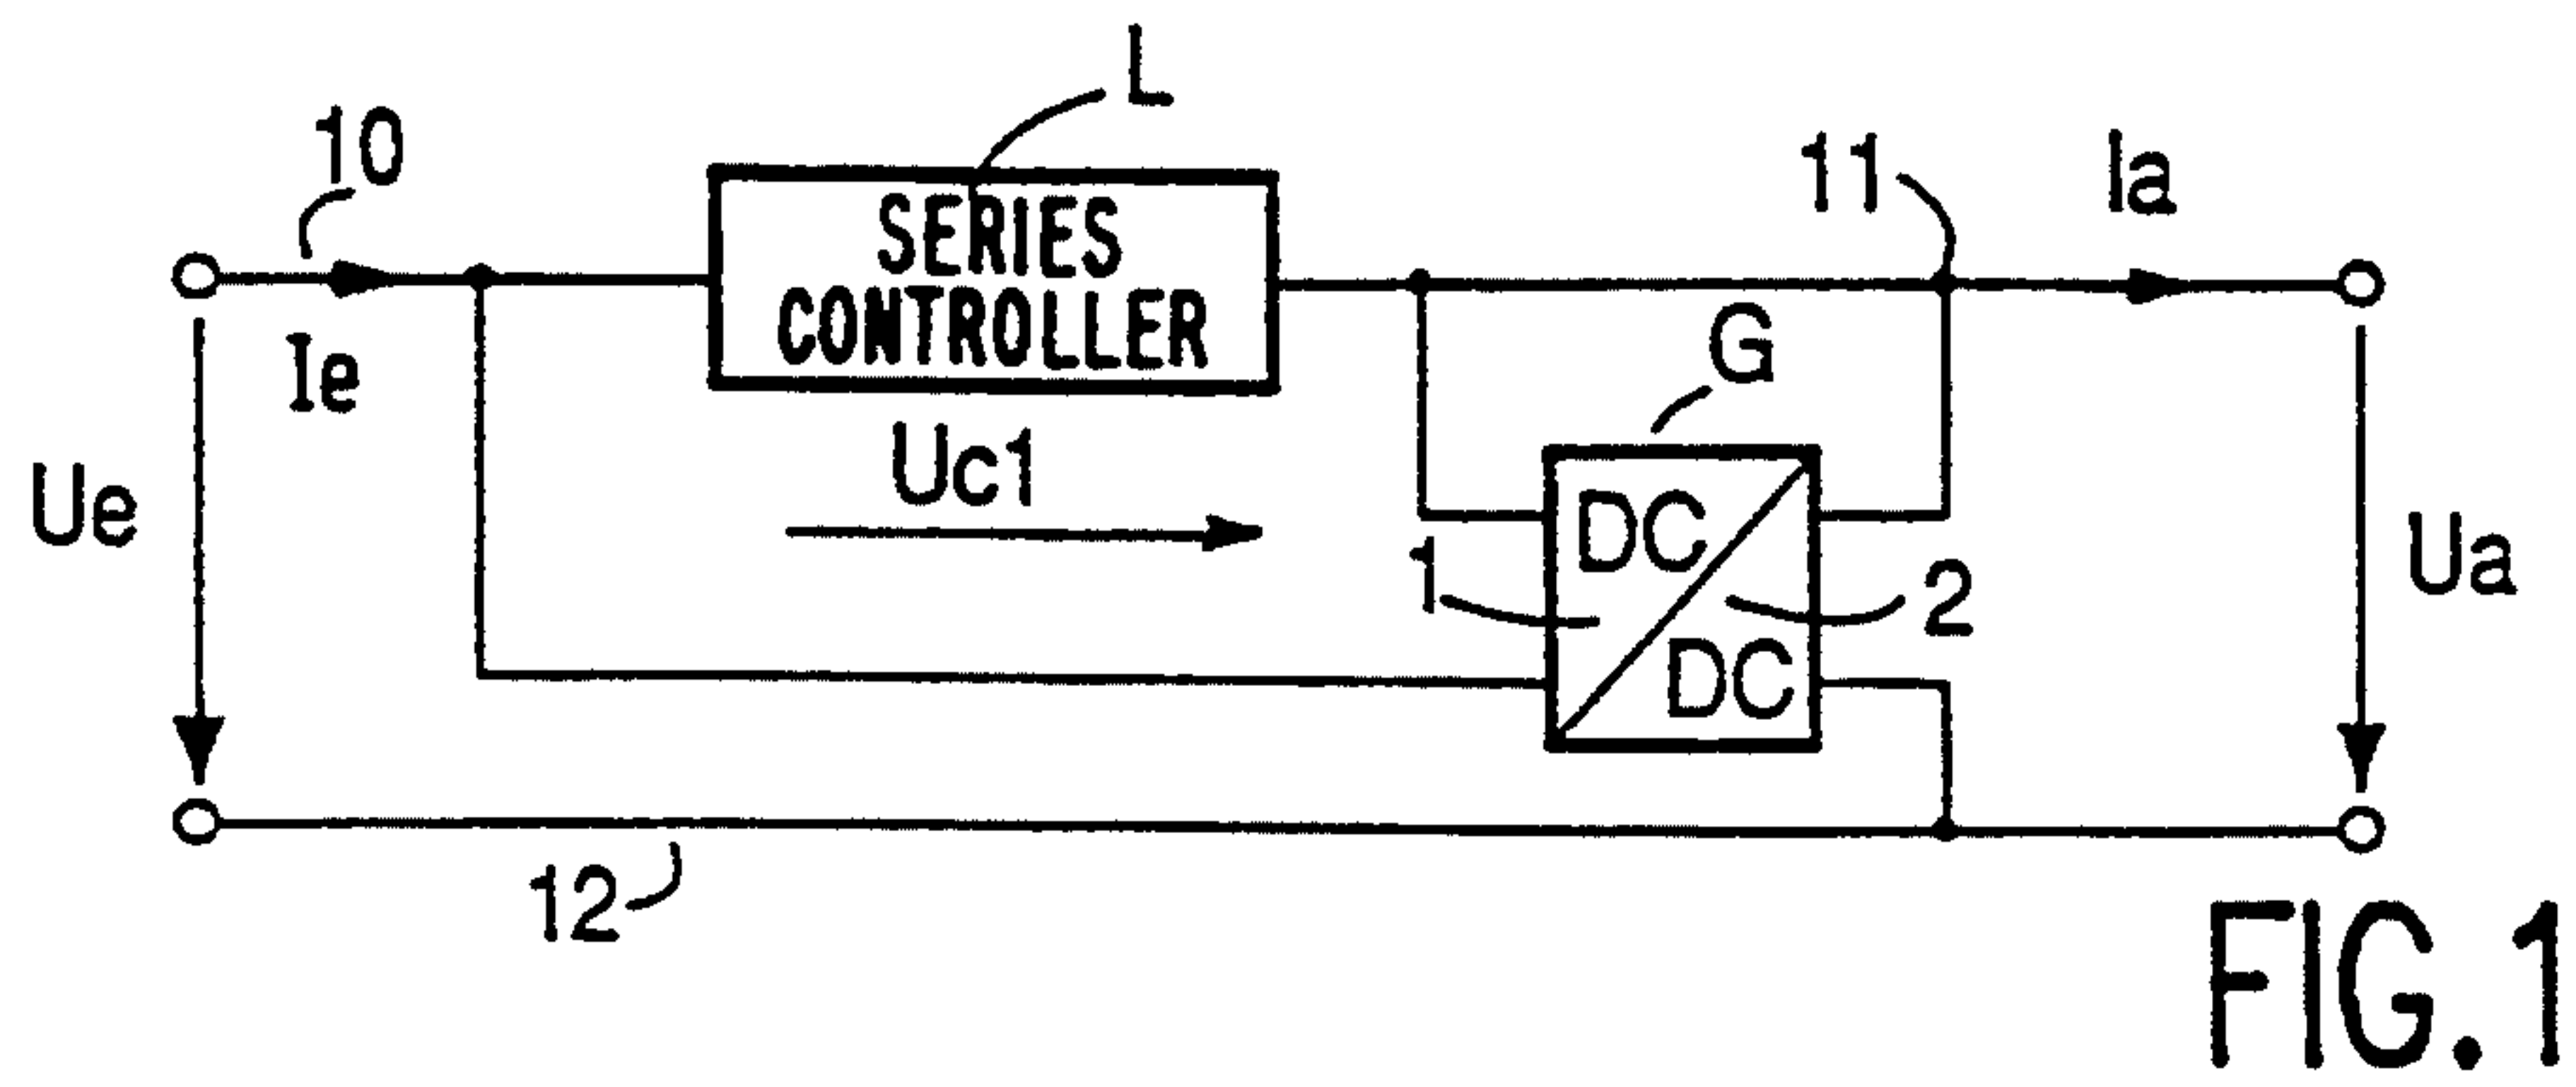 L
10
11
Ia
SERIES
CONTROLLER
Ie
G
Ue
Uc1
DC
1
2
Ua
DC
12
FIG.1